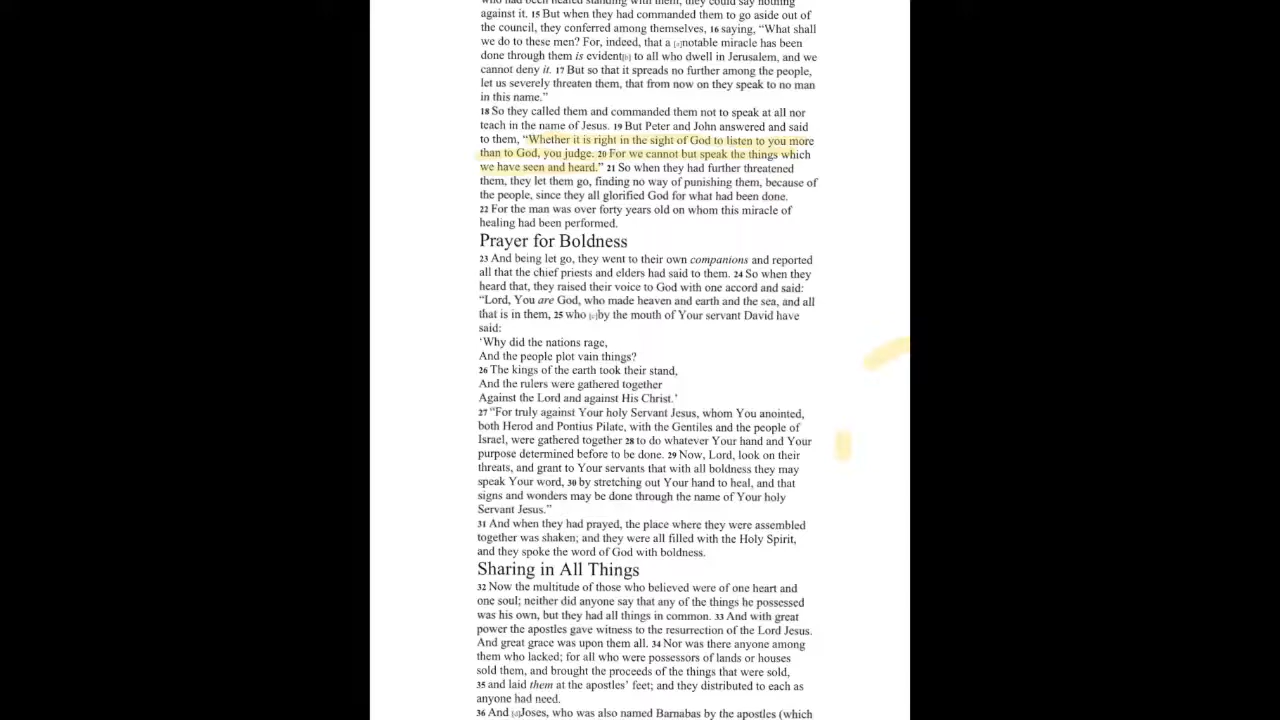 who had been healed standing with them, they could say nothing
against it. 15 But when they had commanded them to go aside out of
the council, they conferred among themselves, 16 saying, “What shall
we do to these men? For, indeed, that a [a]notable miracle has been
done through them is evident[b] to all who dwell in Jerusalem, and we
cannot deny it. 17 But so that it spreads no further among the people,
let us severely threaten them, that from now on they speak to no man
in this name.”
18 So they called them and commanded them not to speak at all nor
teach in the name of Jesus. 19 But Peter and John answered and said
to them, “Whether it is right in the sight of God to listen to you more
than to God, you judge. 20 For we cannot but speak the things which
we have seen and heard.” 21 So when they had further threatened
them, they let them go, finding no way of punishing them, because of
the people, since they all glorified God for what had been done.
22 For the man was over forty years old on whom this miracle of
healing had been performed.
Prayer for Boldness
23 And being let go, they went to their own companions and reported
all that the chief priests and elders had said to them. 24 So when they
heard that, they raised their voice to God with one accord and said:
“Lord, You are God, who made heaven and earth and the sea, and all
that is in them, 25 who [c]by the mouth of Your servant David have
said:
‘Why did the nations rage,
And the people plot vain things?
26 The kings of the earth took their stand,
And the rulers were gathered together
Against the Lord and against His Christ.’
27 “For truly against Your holy Servant Jesus, whom You anointed,
both Herod and Pontius Pilate, with the Gentiles and the people of
Israel, were gathered together 28 to do whatever Your hand and Your
purpose determined before to be done. 29 Now, Lord, look on their
threats, and grant to Your servants that with all boldness they may
speak Your word, 30 by stretching out Your hand to heal, and that
signs and wonders may be done through the name of Your holy
Servant Jesus.”
31 And when they had prayed, the place where they were assembled
together was shaken; and they were all filled with the Holy Spirit,
and they spoke the word of God with boldness.
Sharing in All Things
32 Now the multitude of those who believed were of one heart and
one soul; neither did anyone say that any of the things he possessed
was his own, but they had all things in common. 33 And with great
power the apostles gave witness to the resurrection of the Lord Jesus.
And great grace was upon them all. 34 Nor was there anyone among
them who lacked; for all who were possessors of lands or houses
sold them, and brought the proceeds of the things that were sold,
35 and laid them at the apostles’ feet; and they distributed to each as
anyone had need.
36 And [d]Joses, who was also named Barnabas by the apostles (which